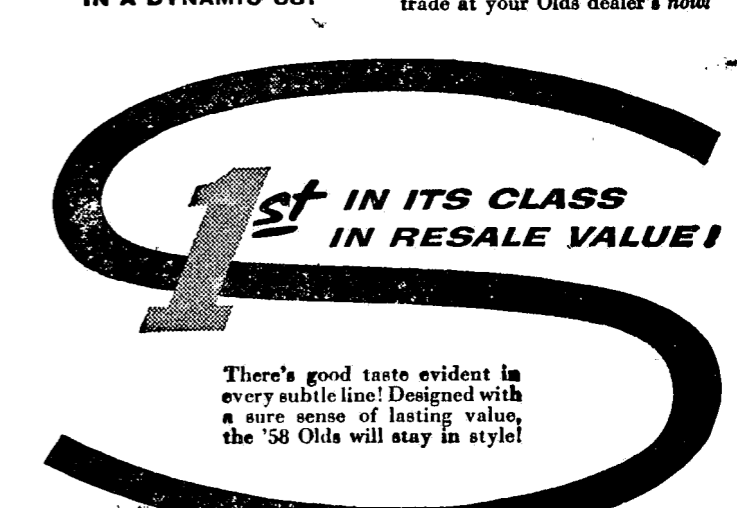 IN A DYNAMIC 88!
trade at your Olds dealer's now!
1st IN ITS CLASS
IN RESALE VALUE!
There's good taste evident in
every subtle line! Designed with
a sure sense of lasting value,
the '58 Olds will stay in style!